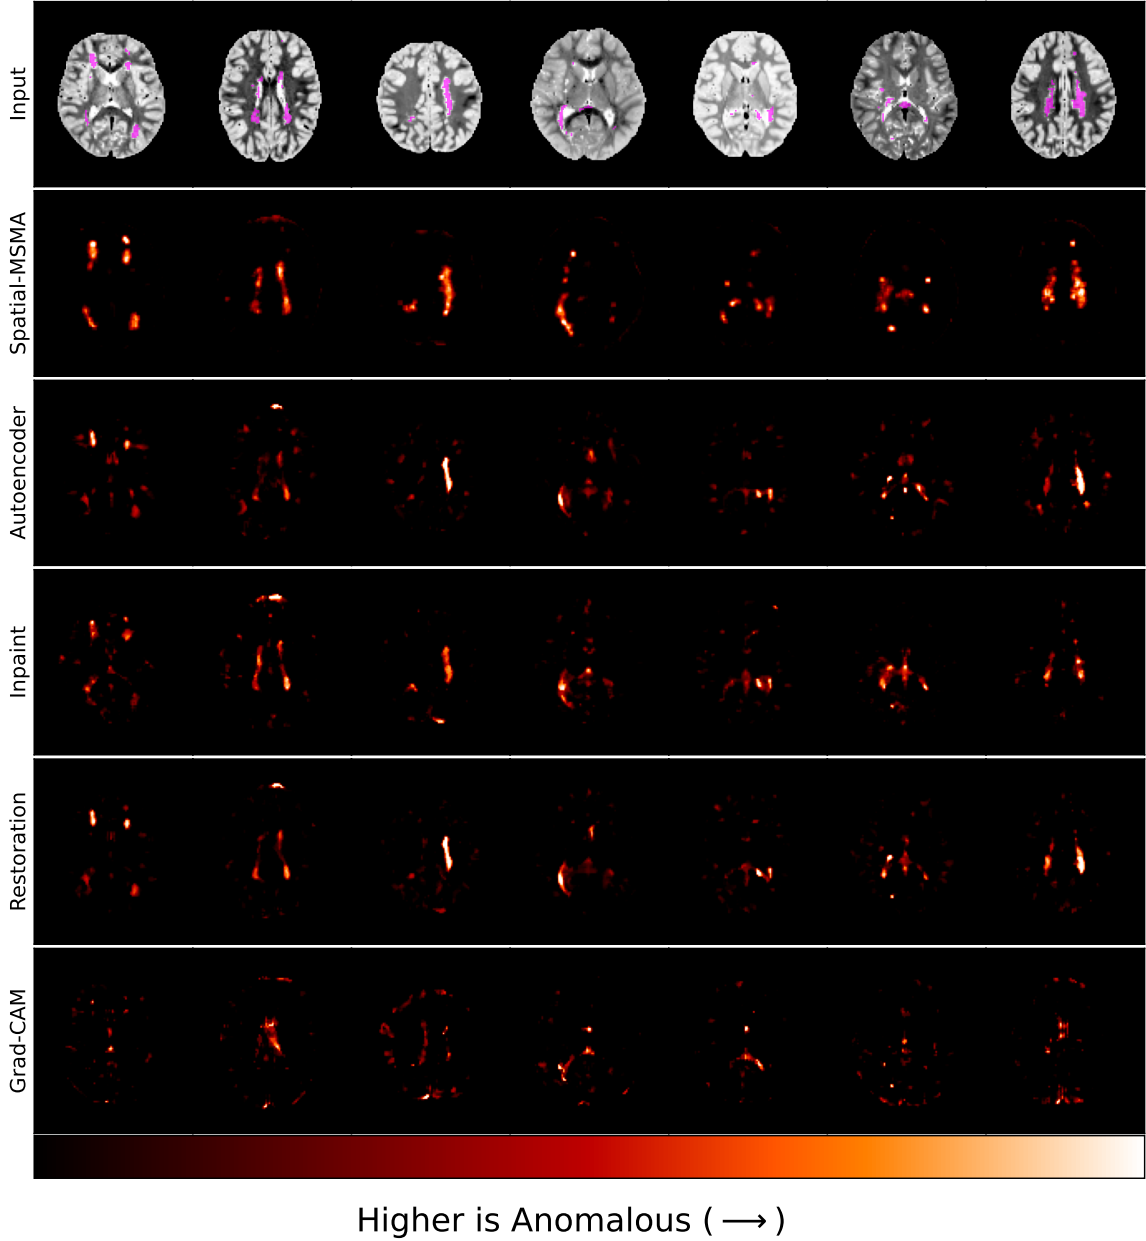 Input
Spatial-MSMA
Autoencoder
Inpaint
Restoration
Grad-CAM
Higher is Anomalous (⟶)